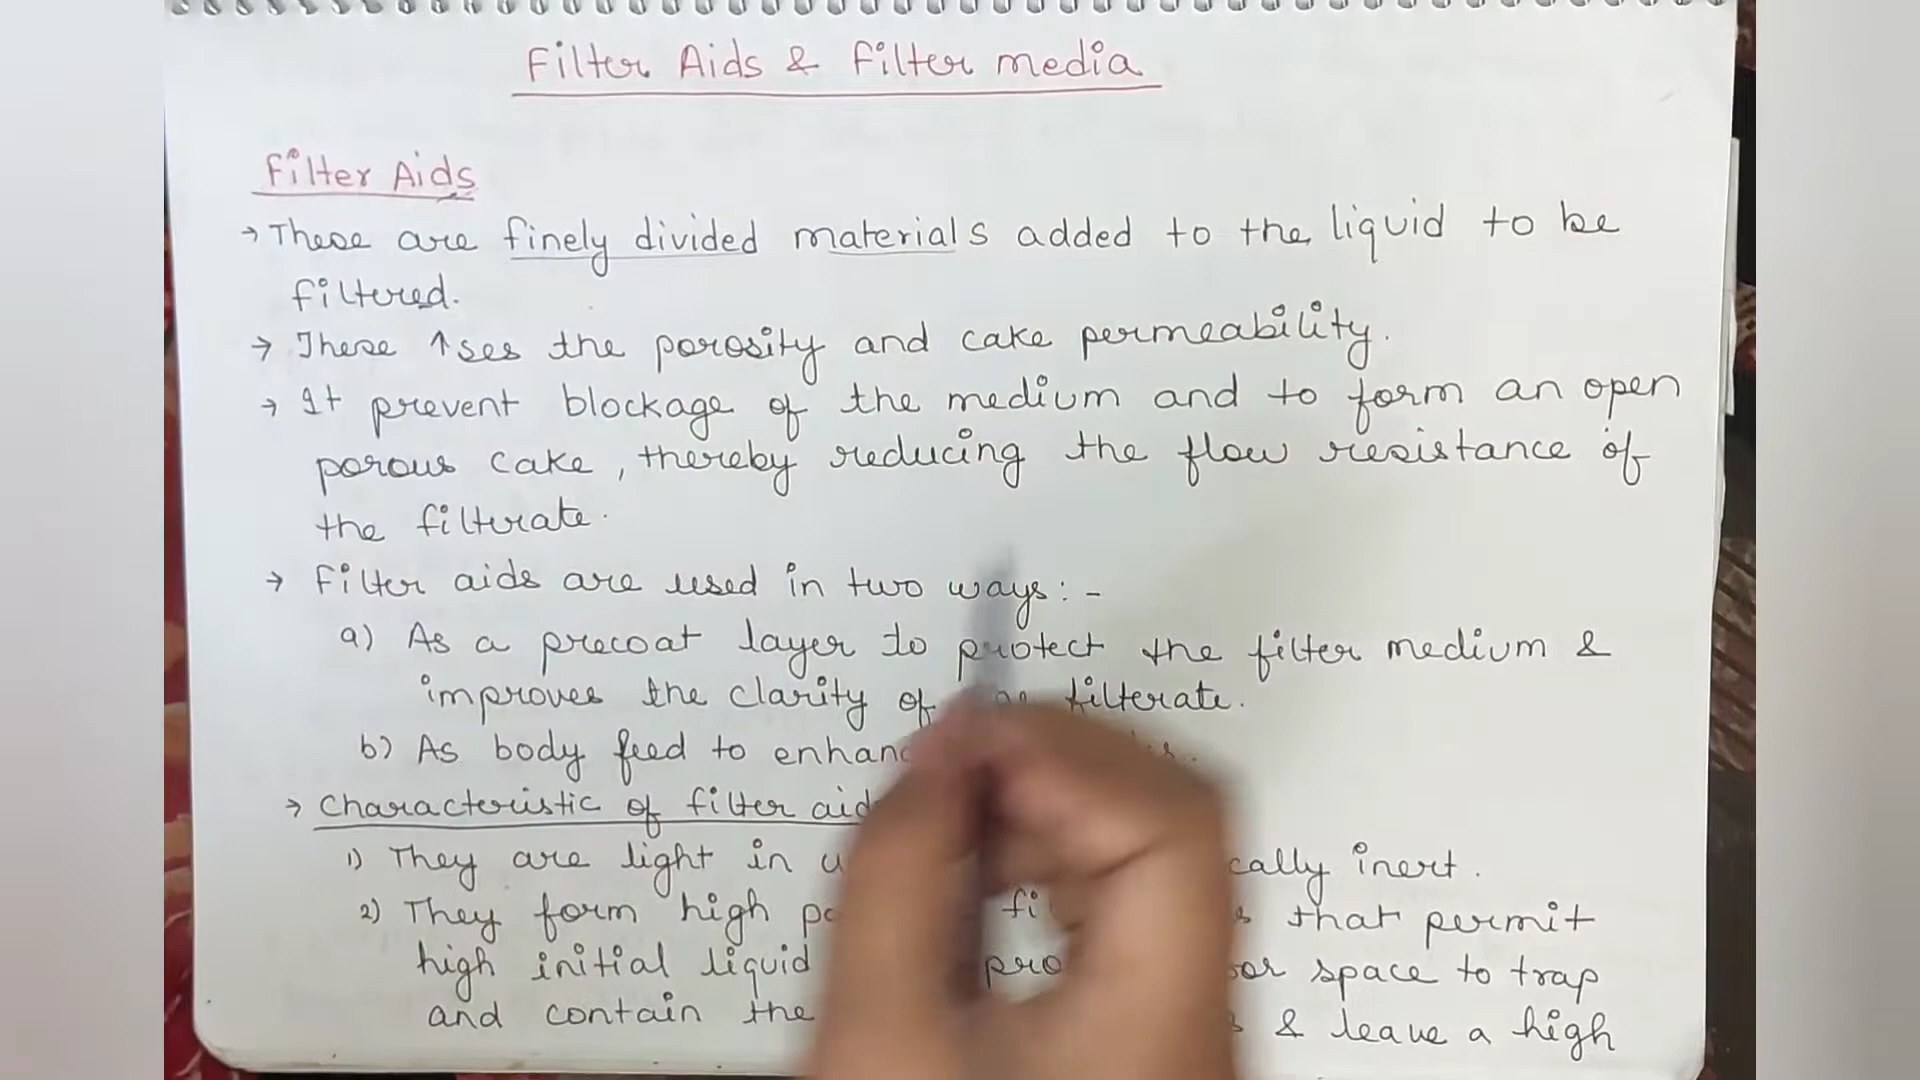 Filter Aids & Filter media
Filter Aids
→ These are finely divided materials added to the liquid to be
filtered.
→ These ↑ses the porosity and cake permeability.
→ It prevent blockage of the medium and to form an open
porous cake, thereby reducing the flow resistance of
the filterate.
→ Filter aids are used in two ways:-
a) As a precoat layer to protect the filter medium &
improves the clarity of filterate.
b) As body feed to
→ Characteristic of filter
1) They are light in inert.
2) They form high that permit
high initial liquid space to trap
and contain the & leave a high